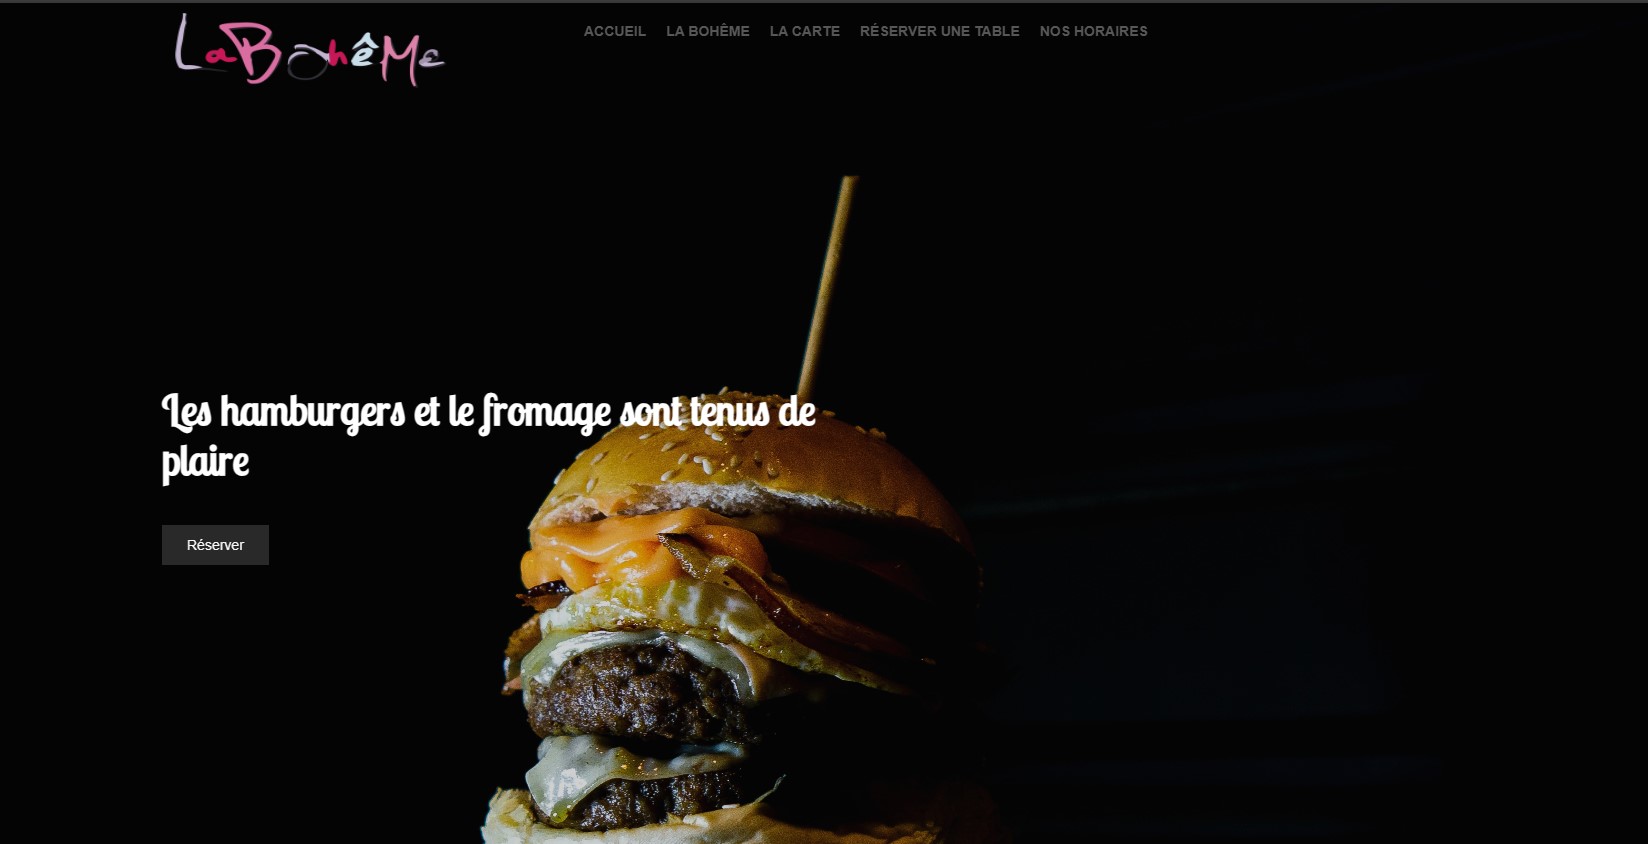 LaBohêMe
ACCUEIL LA BOHÊME LA CARTE RÉSERVER UNE TABLE NOS HORAIRES
Les hamburgers et le fromage sont tenus de
plaire
Réserver